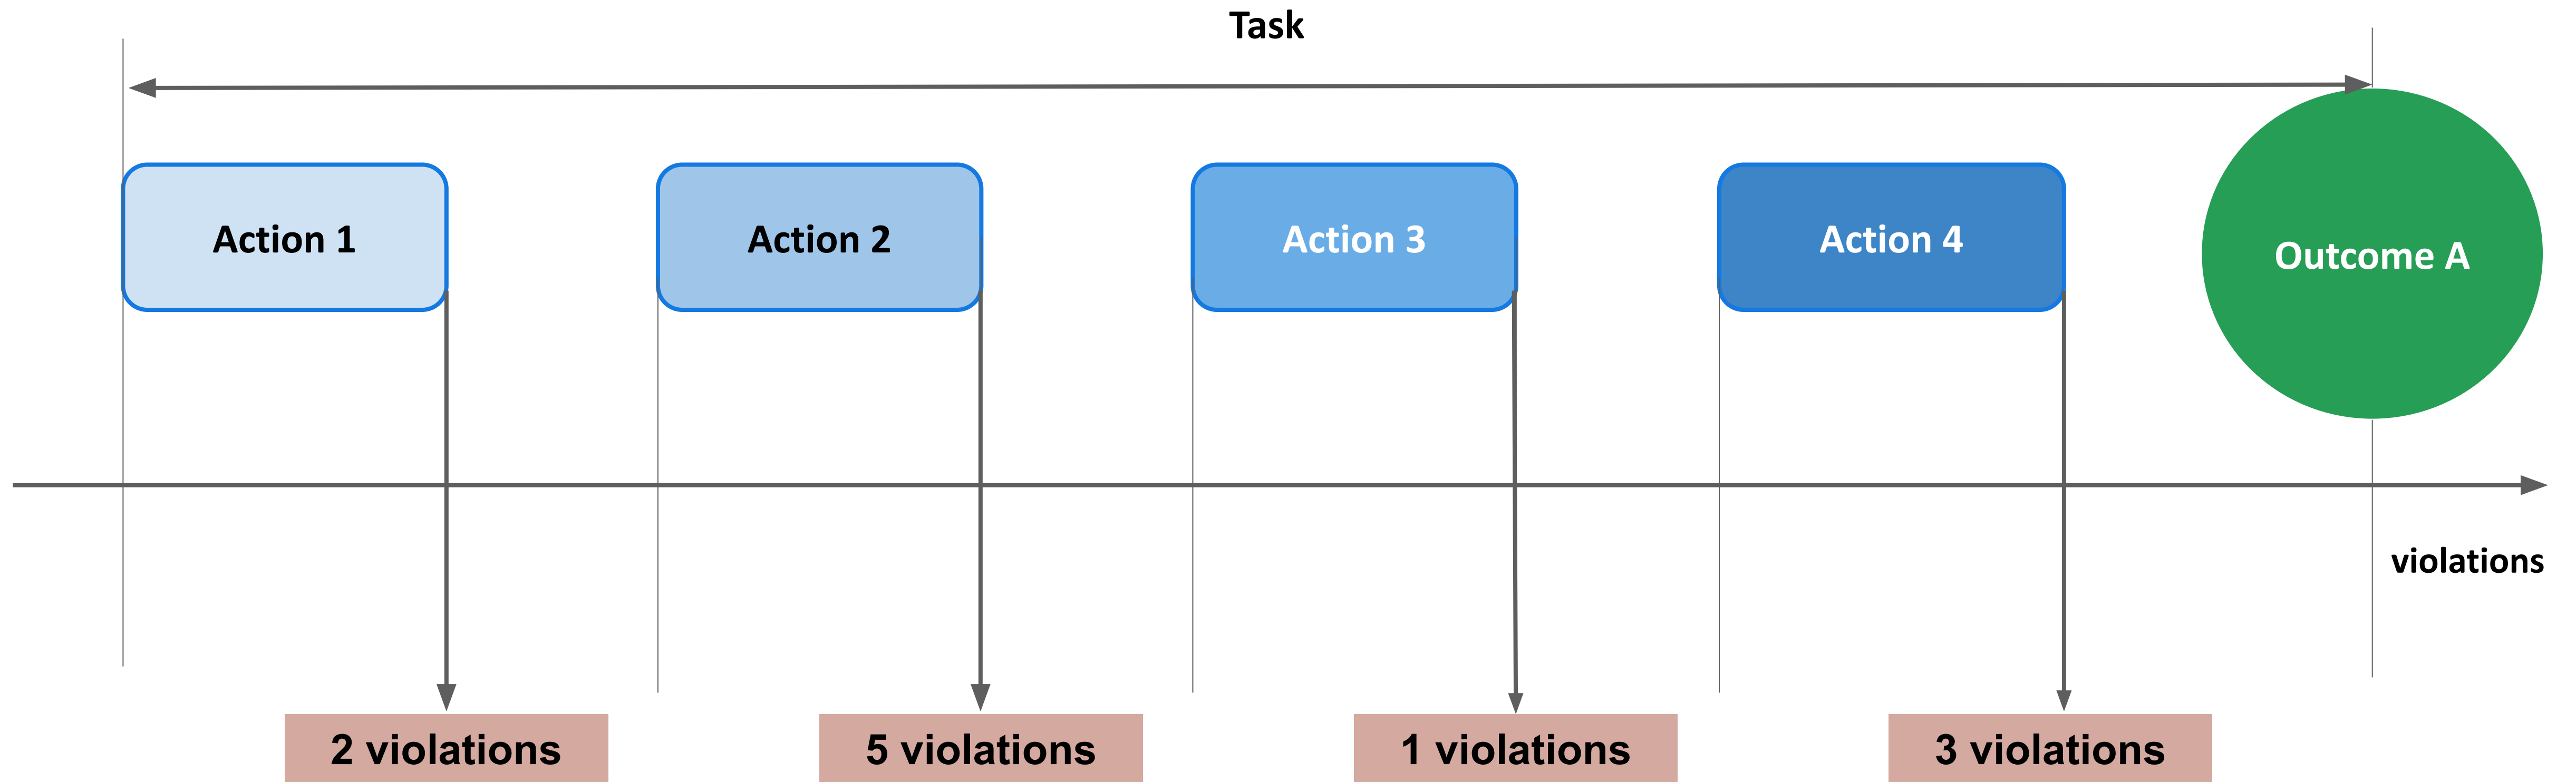 Task
Action 1
Action 2
Action 3
Action 4
Outcome A
violations
2 violations
5 violations
1 violations
3 violations